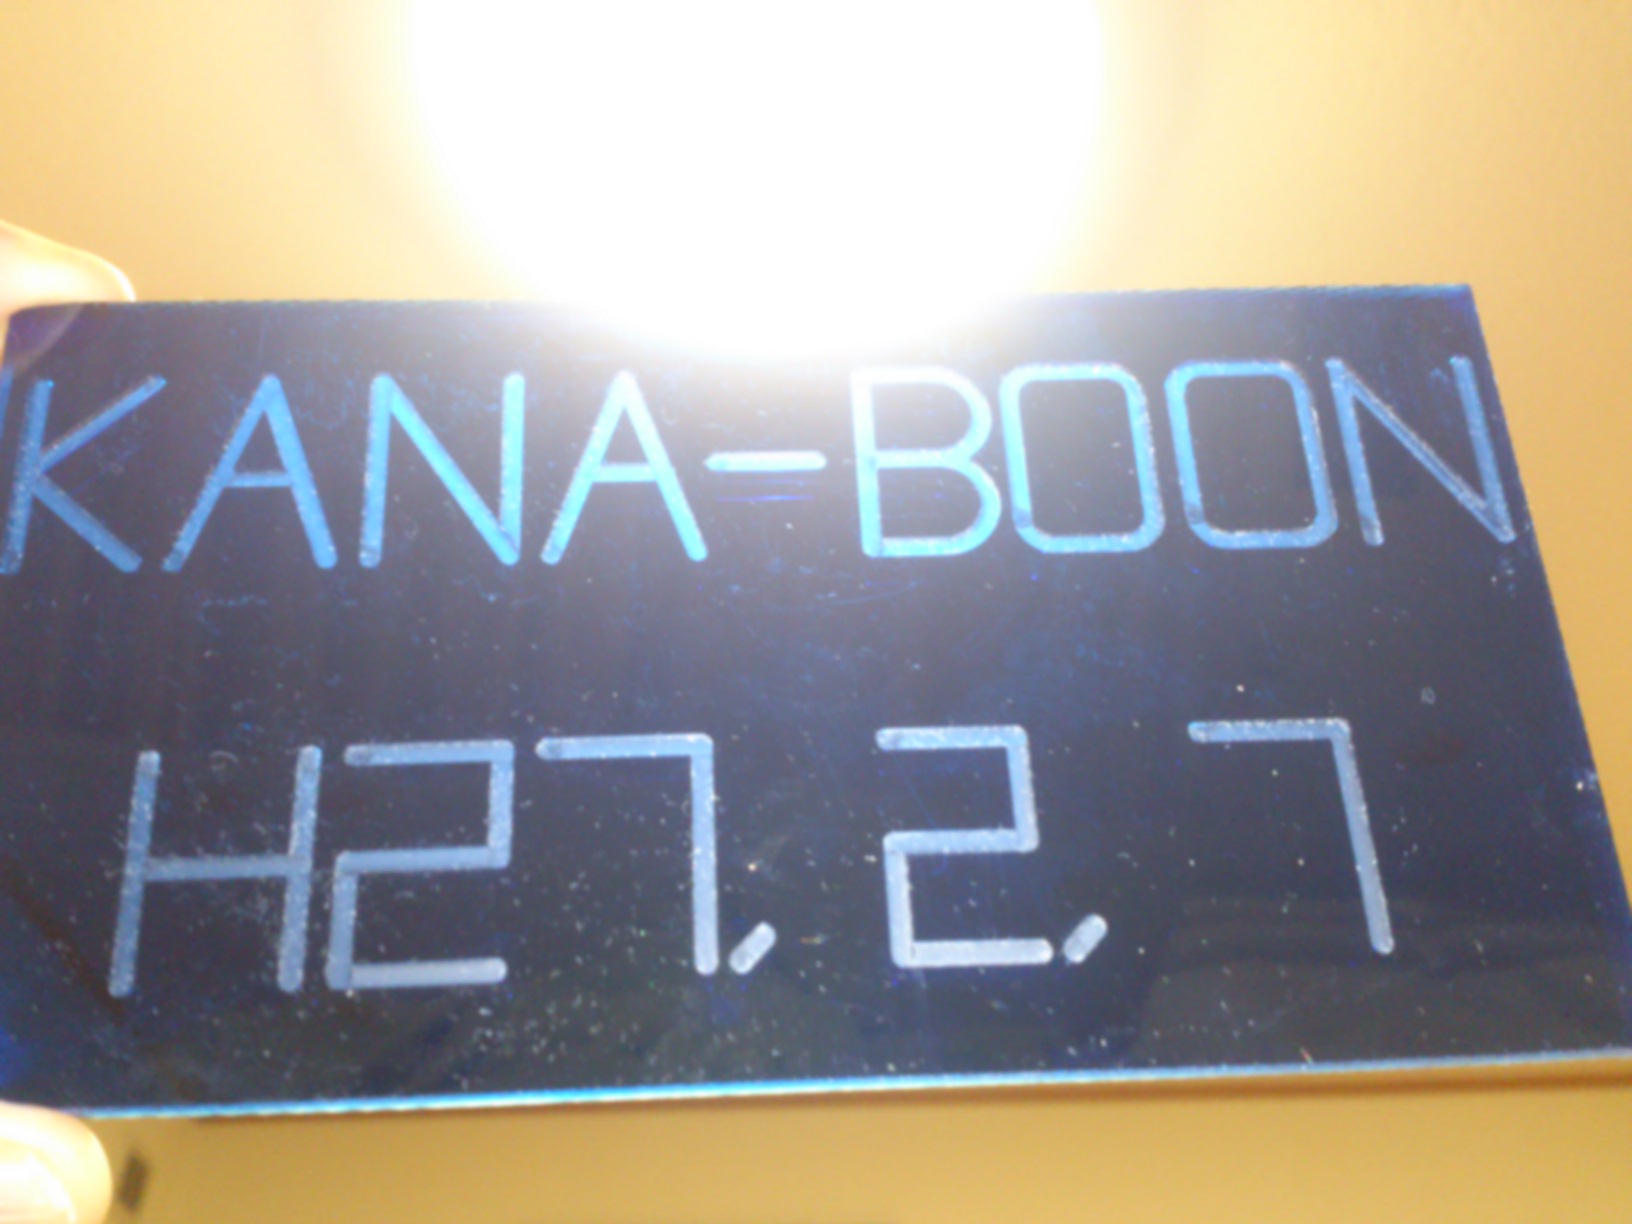 KANA-BOON
H27, 2, 7